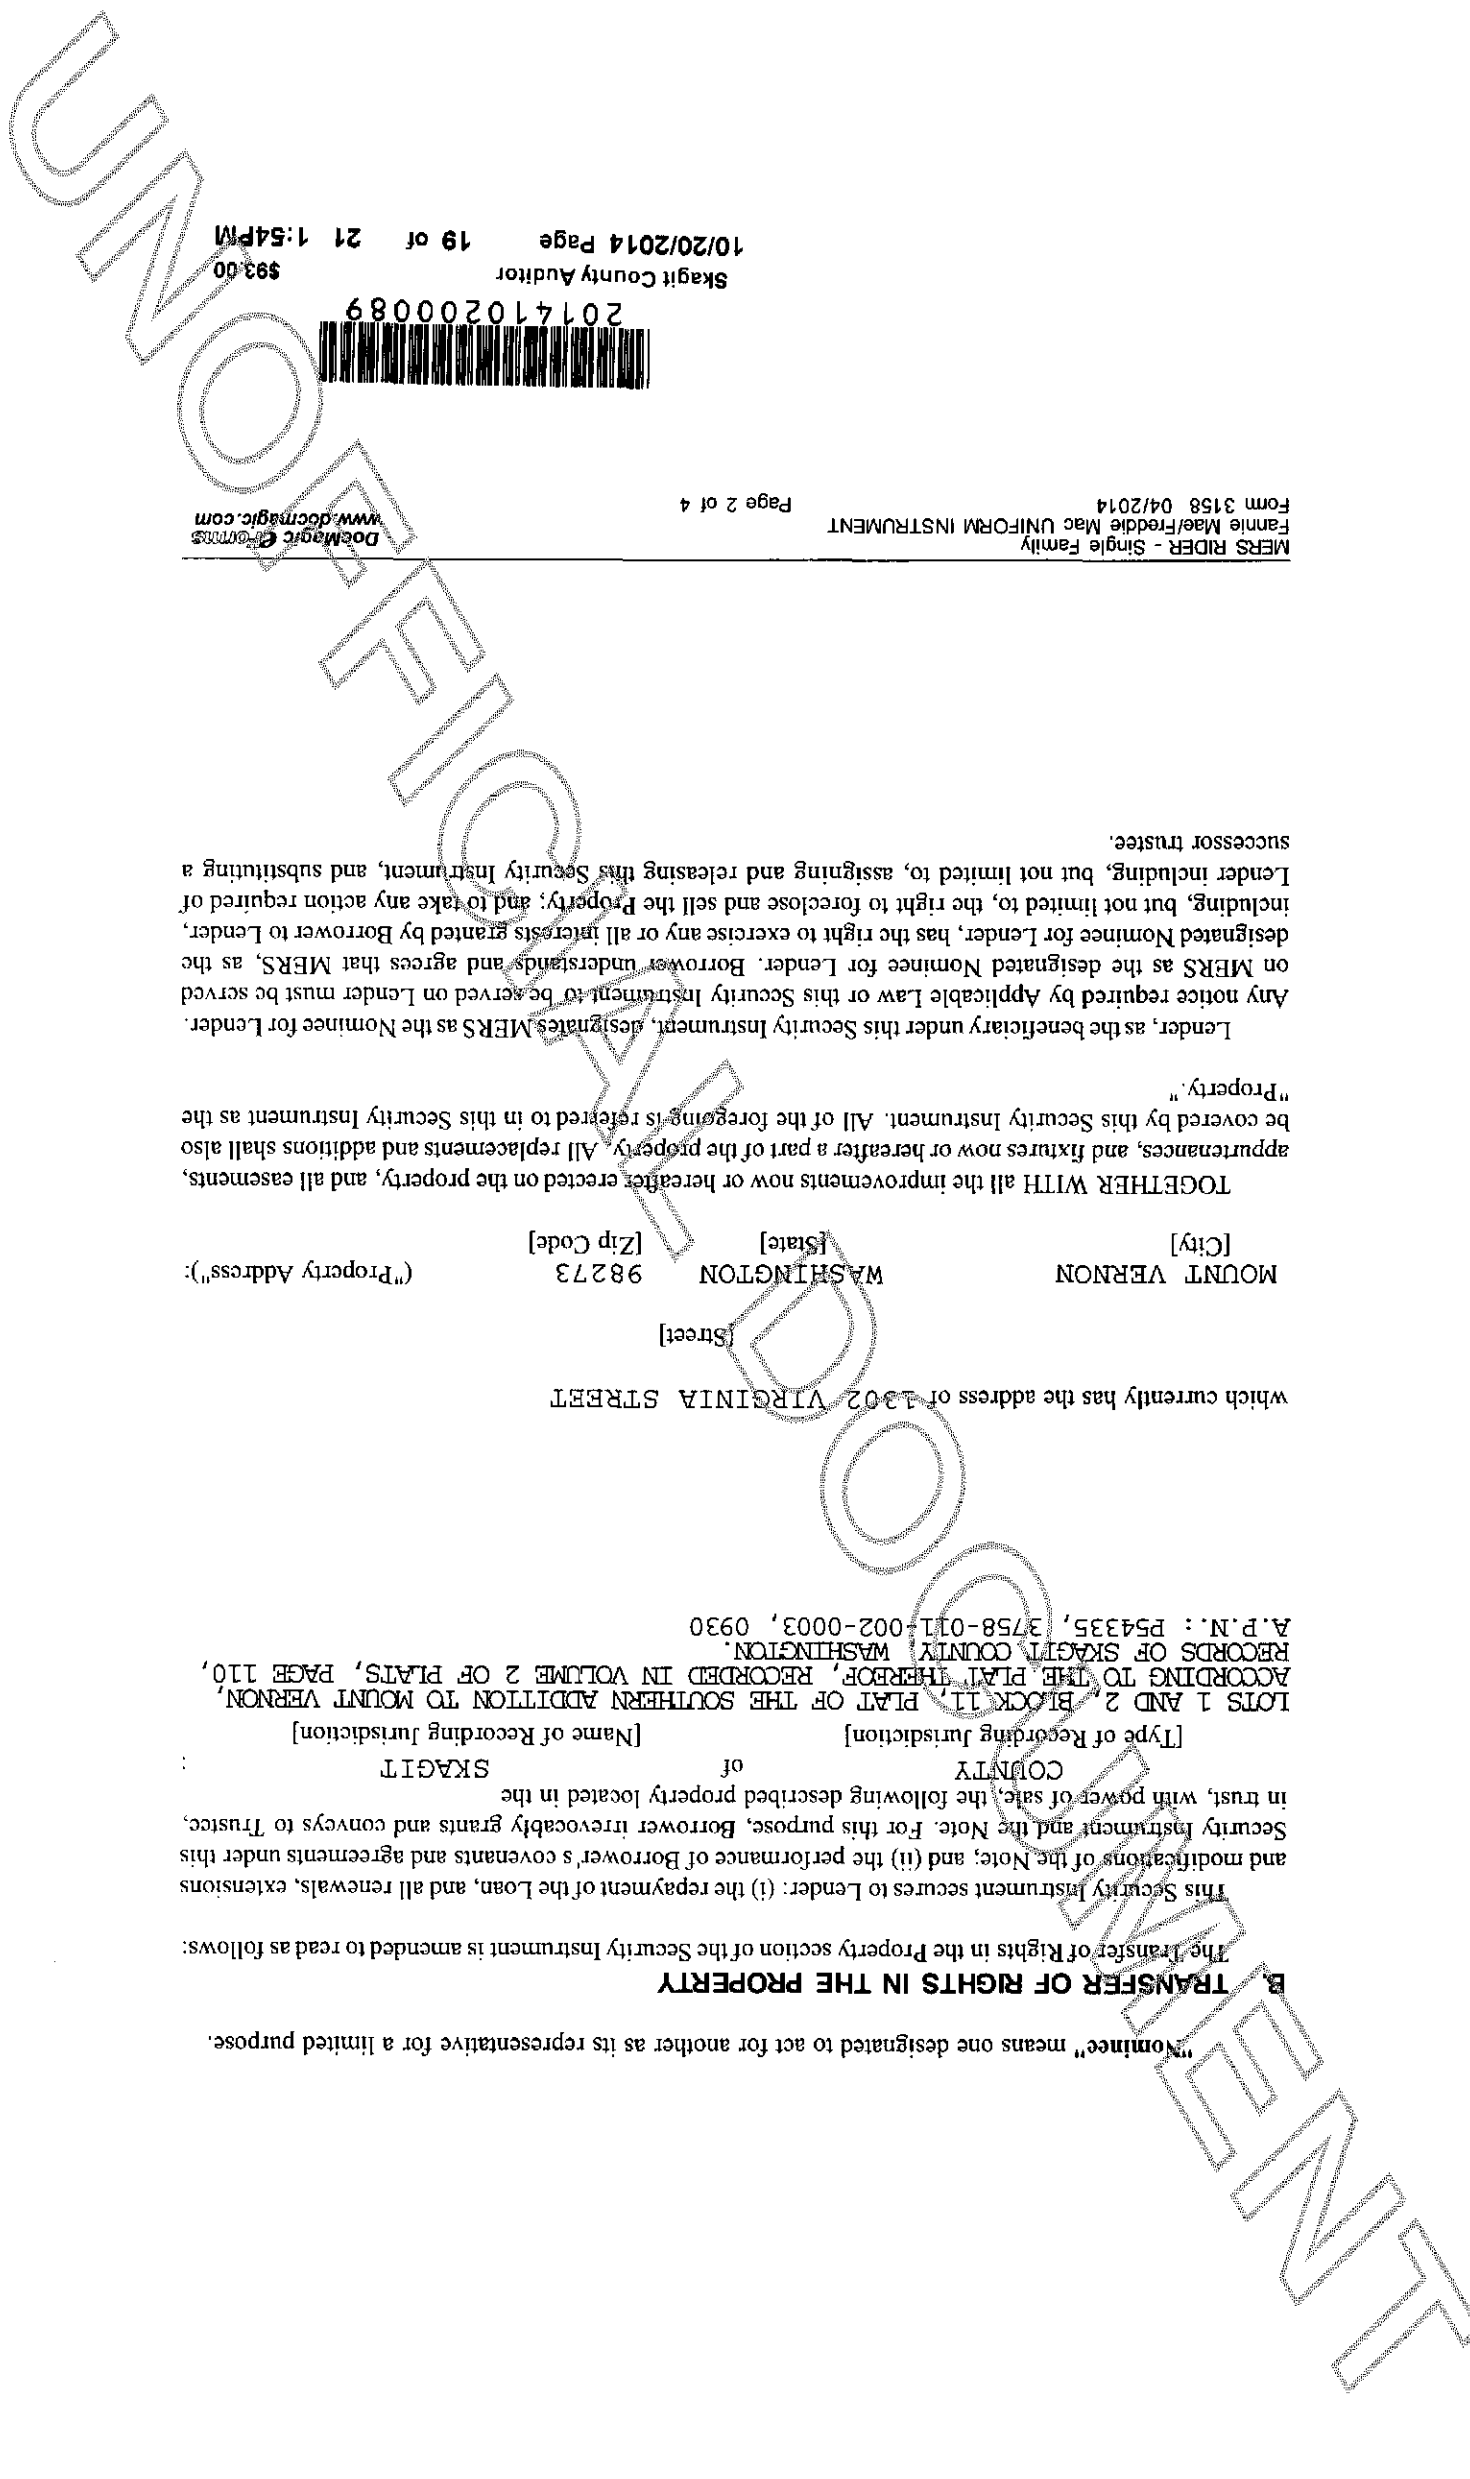 "Nominee" means one designated to act for another as its representative for a limited purpose.
B. TRANSFER OF RIGHTS IN THE PROPERTY
The Transfer of Rights in the Property section of the Security Instrument is amended to read as follows:
This Security Instrument secures to Lender: (i) the repayment of the Loan, and all renewals, extensions
and modifications of the Note; and (ii) the performance of Borrower's covenants and agreements under this
Security Instrument and the Note. For this purpose, Borrower irrevocably grants and conveys to Trustee,
in trust, with power of sale, the following described property located in the
COUNTY of SKAGIT :
[Type of Recording Jurisdiction] [Name of Recording Jurisdiction]
LOTS 1 AND 2, BLOCK 11, PLAT OF THE SOUTHERN ADDITION TO MOUNT VERNON,
ACCORDING TO THE PLAT THEREOF, RECORDED IN VOLUME 2 OF PLATS, PAGE 110,
RECORDS OF SKAGIT COUNTY, WASHINGTON.
A.P.N.: P54335, 3758-011-002-0003, 0930
which currently has the address of 1302 VIRGINIA STREET
[Street]
MOUNT VERNON WASHINGTON 98273 ("Property Address"):
[City] [State] [Zip Code]
TOGETHER WITH all the improvements now or hereafter erected on the property, and all easements,
appurtenances, and fixtures now or hereafter a part of the property. All replacements and additions shall also
be covered by this Security Instrument. All of the foregoing is referred to in this Security Instrument as the
"Property."
Lender, as the beneficiary under this Security Instrument, designates MERS as the Nominee for Lender.
Any notice required by Applicable Law or this Security Instrument to be served on Lender must be served
on MERS as the designated Nominee for Lender. Borrower understands and agrees that MERS, as the
designated Nominee for Lender, has the right to exercise any or all interests granted by Borrower to Lender,
including, but not limited to, the right to foreclose and sell the Property; and to take any action required of
Lender including, but not limited to, assigning and releasing this Security Instrument, and substituting a
successor trustee.
MERS RIDER - Single Family
Fannie Mae/Freddie Mac UNIFORM INSTRUMENT
Form 3158 04/2014
Page 2 of 4
DocMagic eForms
www.docmagic.com
201410200089
Skagit County Auditor $93.00
10/20/2014 Page 19 of 21 1:54PM
UNOFFICIAL DOCUMENT